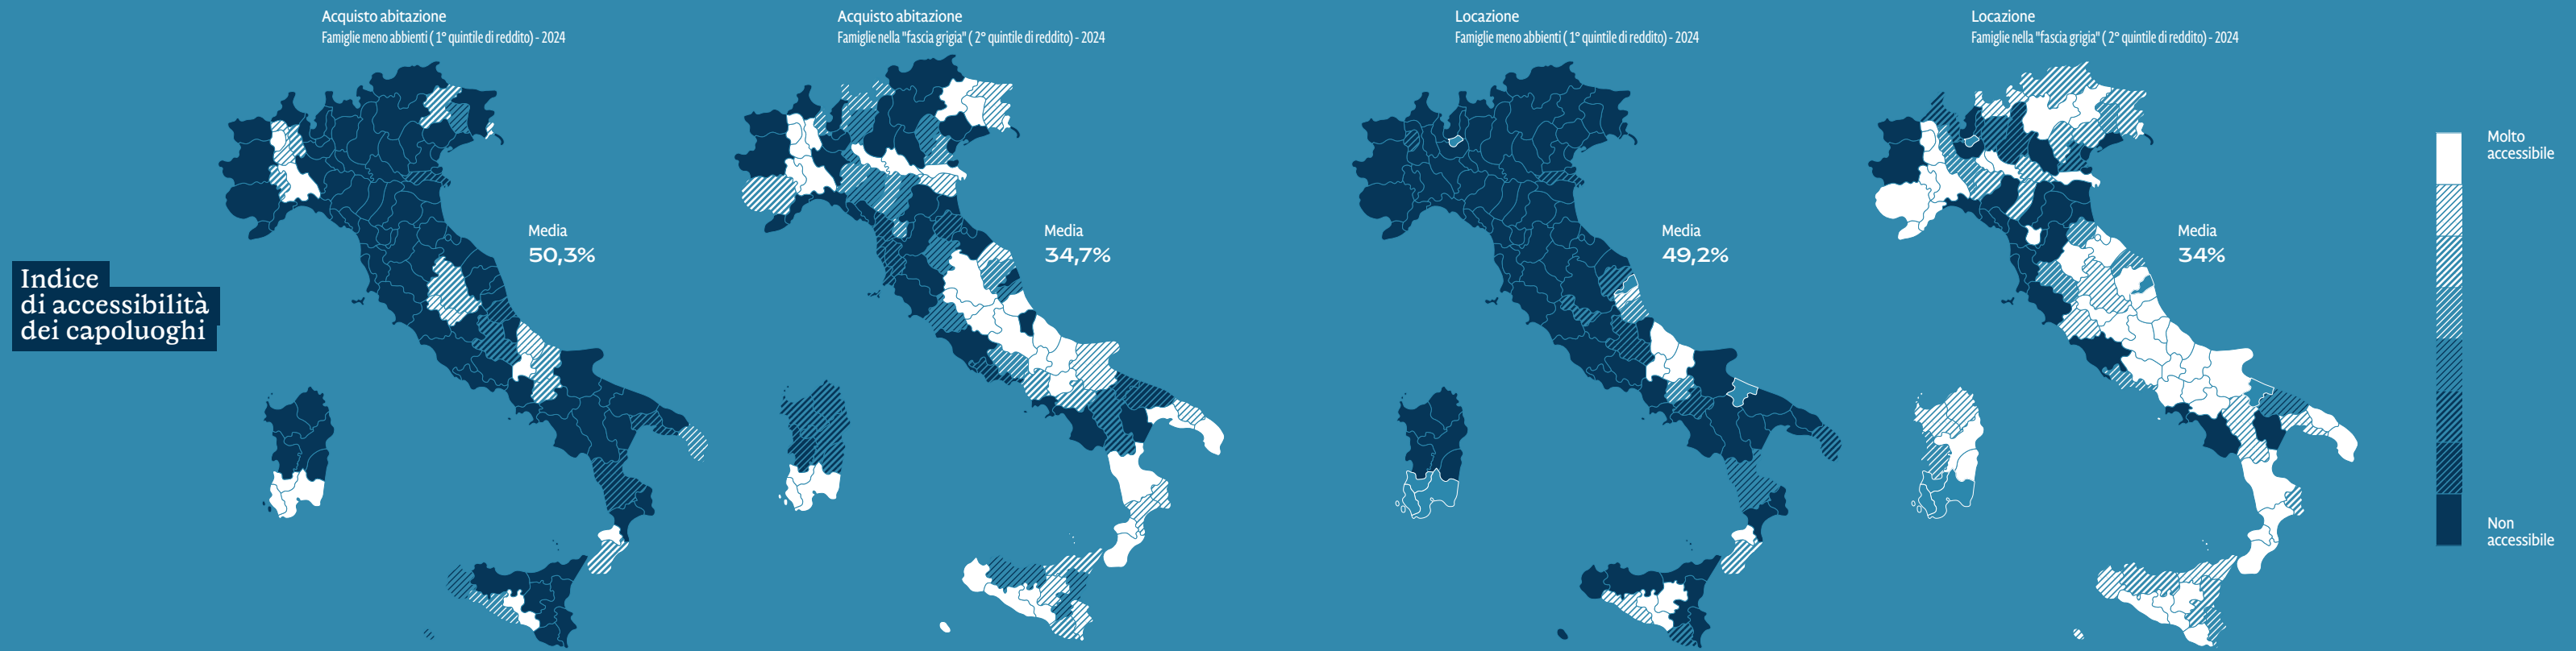 Acquisto abitazione
Famiglie meno abbienti ( 1° quintile di reddito) - 2024
Acquisto abitazione
Famiglie nella "fascia grigia" ( 2° quintile di reddito) - 2024
Locazione
Famiglie meno abbienti ( 1° quintile di reddito) - 2024
Locazione
Famiglie nella "fascia grigia" ( 2° quintile di reddito) - 2024
Indice
di accessibilità
dei capoluoghi
Media
50,3%
Media
34,7%
Media
49,2%
Media
34%
Molto
accessibile
Non
accessibile